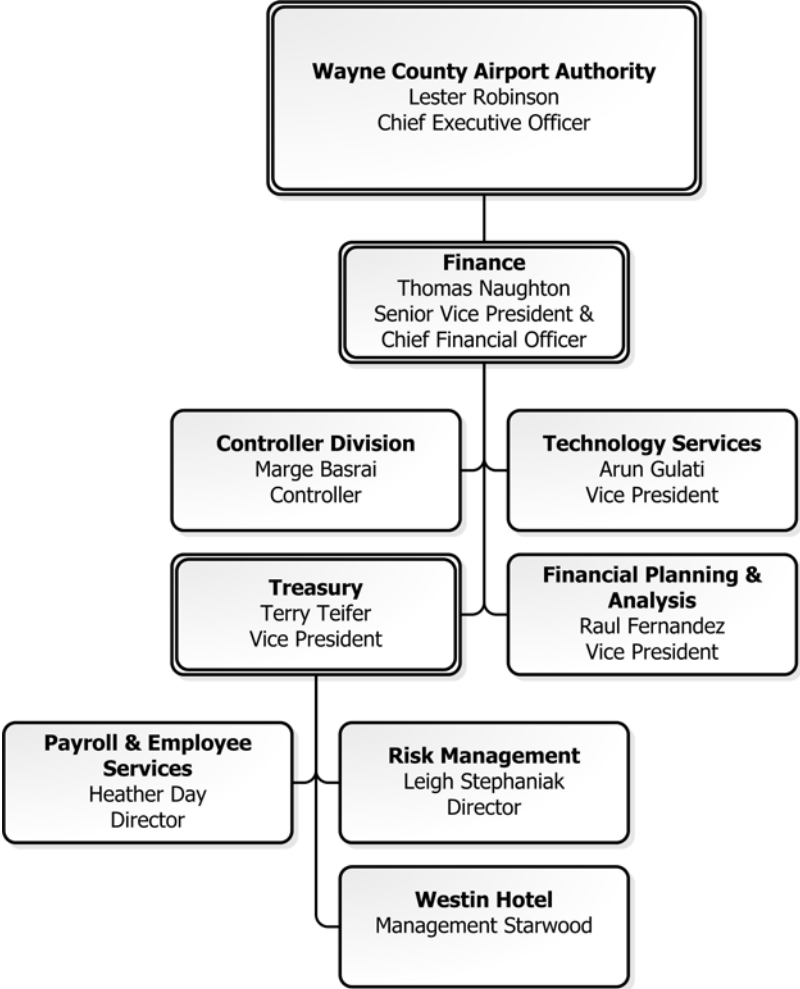 Wayne County Airport Authority
Lester Robinson
Chief Executive Officer
Finance
Thomas Naughton
Senior Vice President &
Chief Financial Officer
Controller Division
Marge Basrai
Controller
Technology Services
Arun Gulati
Vice President
Treasury
Terry Teifer
Vice President
Financial Planning &
Analysis
Raul Fernandez
Vice President
Payroll & Employee
Services
Heather Day
Director
Risk Management
Leigh Stephaniak
Director
Westin Hotel
Management Starwood